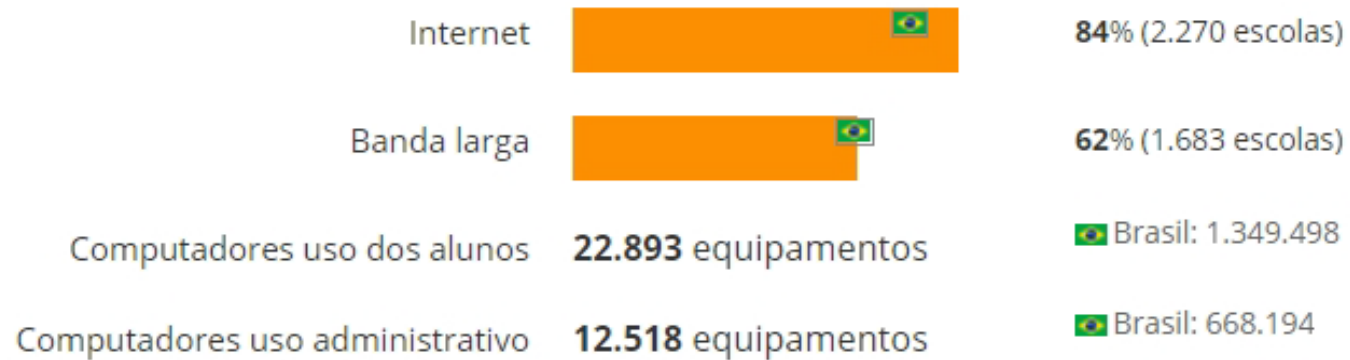 Internet 84% (2.270 escolas)
Banda larga 62% (1.683 escolas)
Computadores uso dos alunos 22.893 equipamentos Brasil: 1.349.498
Computadores uso administrativo 12.518 equipamentos Brasil: 668.194